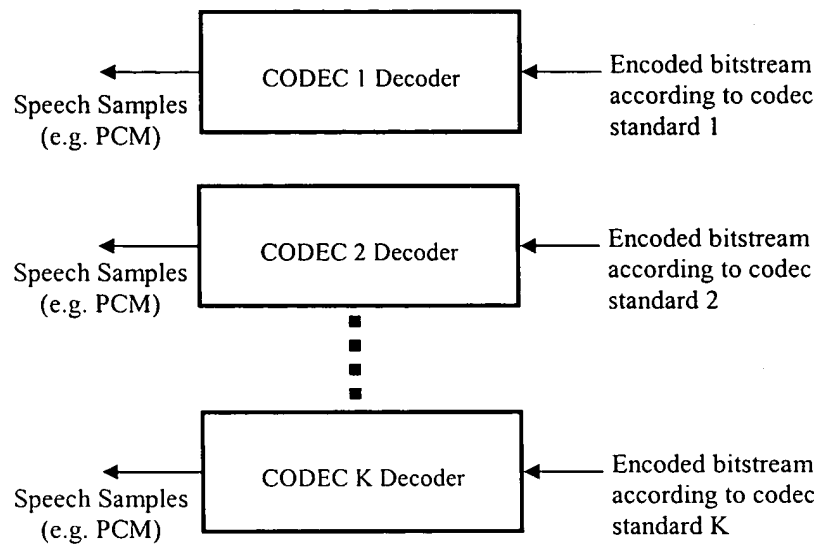 CODEC 1 Decoder
Encoded bitstream
according to codec
standard 1
Speech Samples
(e.g. PCM)
CODEC 2 Decoder
Encoded bitstream
according to codec
standard 2
Speech Samples
(e.g. PCM)
CODEC K Decoder
Encoded bitstream
according to codec
standard K
Speech Samples
(e.g. PCM)